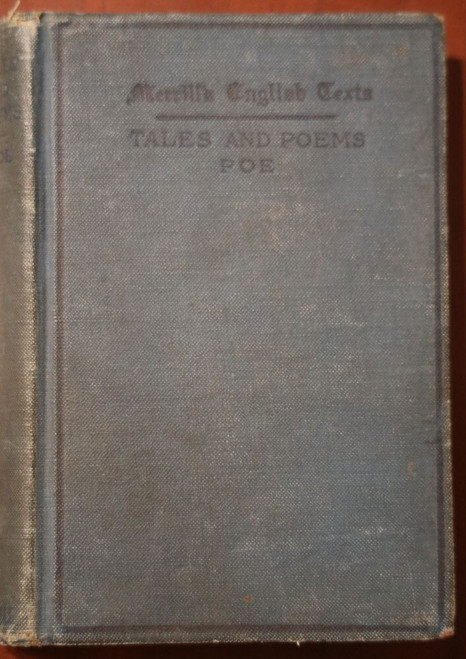 Merrill's English Texts
TALES AND POEMS
POE